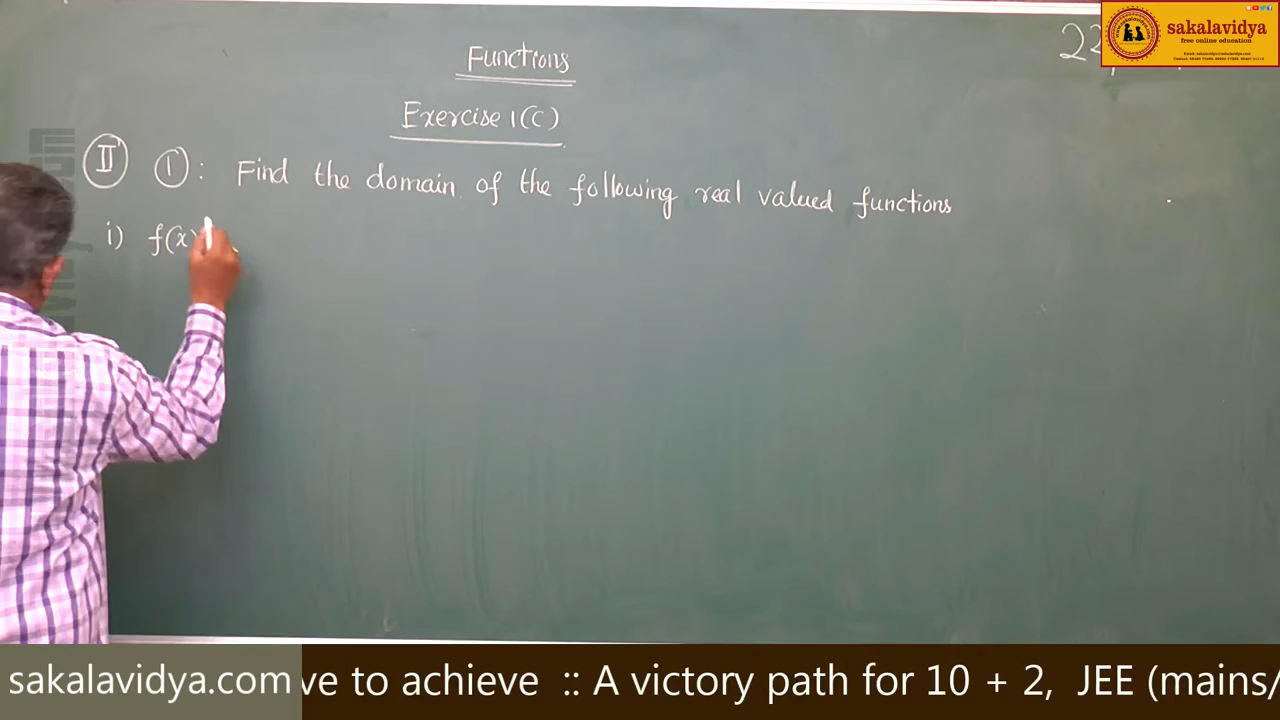 sakalavidya
free online education
Functions
Exercise 1(C)
II 1: Find the domain of the following real valued functions
i) f(x)
sakalavidya.com
ve to achieve :: A victory path for 10 + 2, JEE (mains/